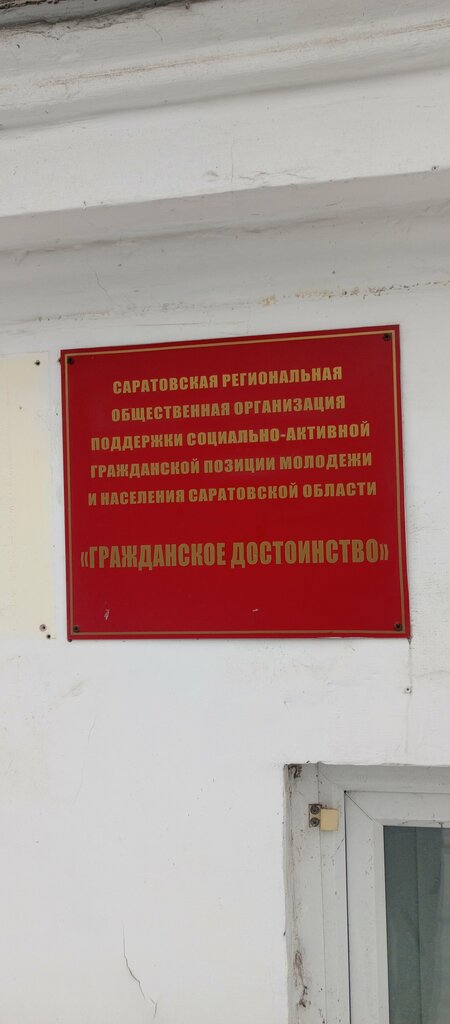 САРАТОВСКАЯ РЕГИОНАЛЬНАЯ
ОБЩЕСТВЕННАЯ ОРГАНИЗАЦИЯ
ПОДДЕРЖКИ СОЦИАЛЬНО-АКТИВНОЙ
ГРАЖДАНСКОЙ ПОЗИЦИИ МОЛОДЕЖИ
И НАСЕЛЕНИЯ САРАТОВСКОЙ ОБЛАСТИ
«ГРАЖДАНСКОЕ ДОСТОИНСТВО»